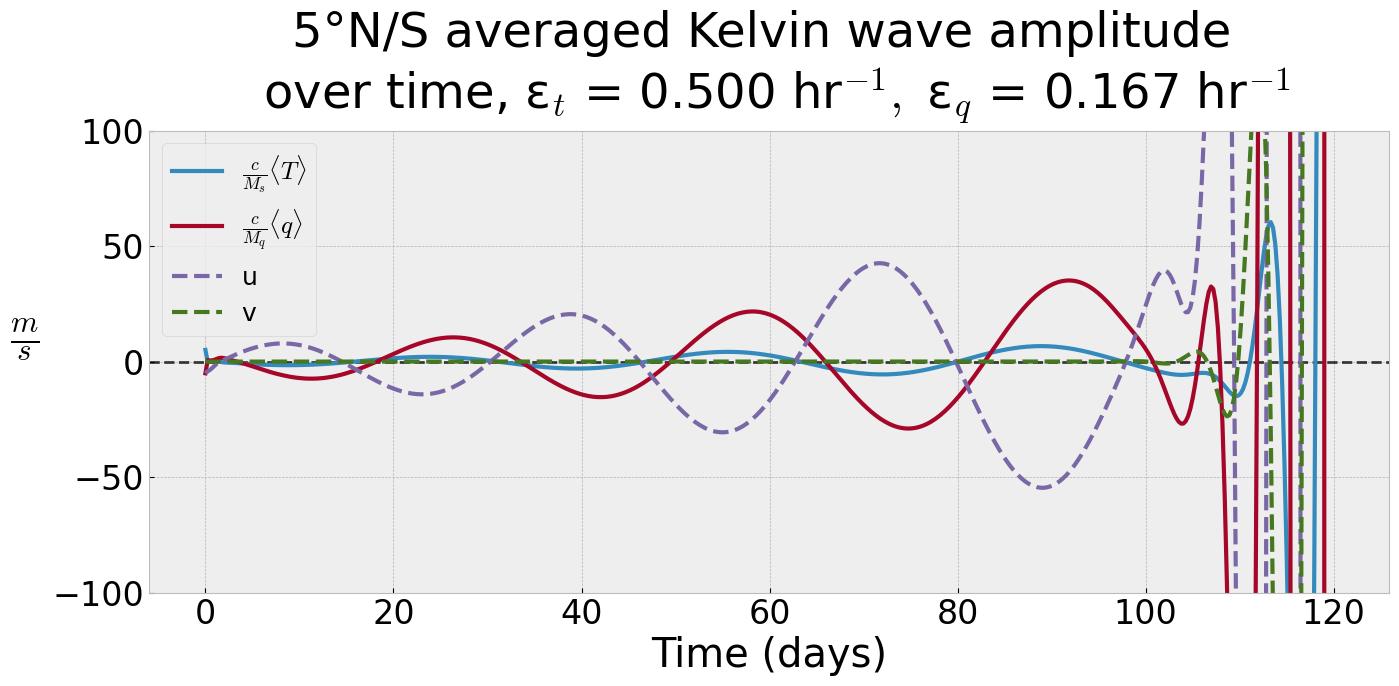 5°N/S averaged Kelvin wave amplitude
over time, ε_t = 0.500 hr⁻¹, ε_q = 0.167 hr⁻¹
c/M_s ⟨T⟩
c/M_q ⟨q⟩
u
v
m/s
100
50
0
−50
−100
0 20 40 60 80 100 120
Time (days)